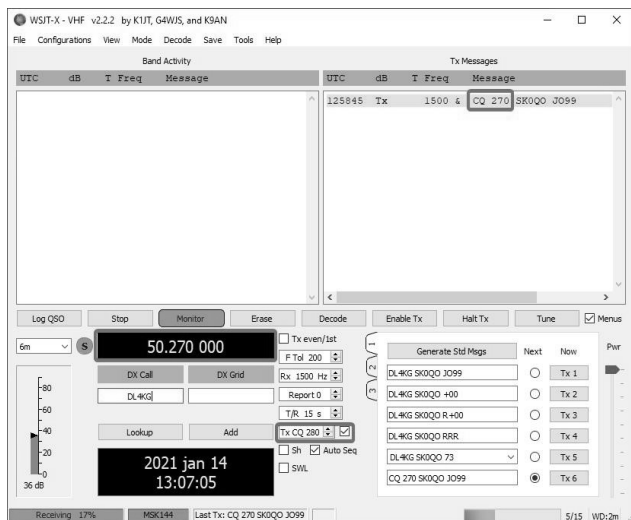 WSJT-X - VHF v2.2.2 by K1JT, G4WJS, and K9AN
File Configurations View Mode Decode Save Tools Help
Band Activity Tx Messages
UTC dB T Freq Message UTC dB T Freq Message
125845 Tx 1500 & CQ 270 SK0QO JO99
Log QSO Stop Monitor Erase Decode Enable Tx Halt Tx Tune Menus
6m S 50.270 000 Tx even/1st Pwr
F Tol 200
DX Call DX Grid Rx 1500 Hz
DL4KG Report 0
T/R 15 s
Lookup Add Tx CQ 280
Sh Auto Seq
SWL
-80
-60
-40
-20
-0
36 dB
2021 jan 14
13:07:05
1
2
3
Generate Std Msgs Next Now
DL4KG SK0QO JO99 Tx 1
DL4KG SK0QO +00 Tx 2
DL4KG SK0QO R+00 Tx 3
DL4KG SK0QO RRR Tx 4
DL4KG SK0QO 73 Tx 5
CQ 270 SK0QO JO99 Tx 6
Receiving 17% MSK144 Last Tx: CQ 270 SK0QO JO99 5/15 WD:2m